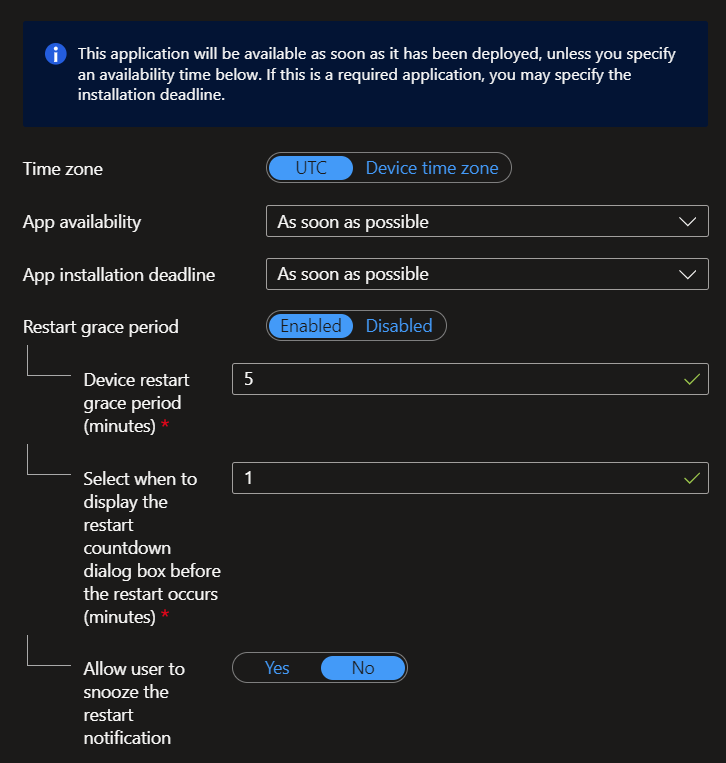 This application will be available as soon as it has been deployed, unless you specify
an availability time below. If this is a required application, you may specify the
installation deadline.
Time zone
UTC Device time zone
App availability
As soon as possible
App installation deadline
As soon as possible
Restart grace period
Enabled Disabled
Device restart
grace period
(minutes) *
5
Select when to
display the
restart
countdown
dialog box before
the restart occurs
(minutes) *
1
Allow user to
snooze the
restart
notification
Yes No